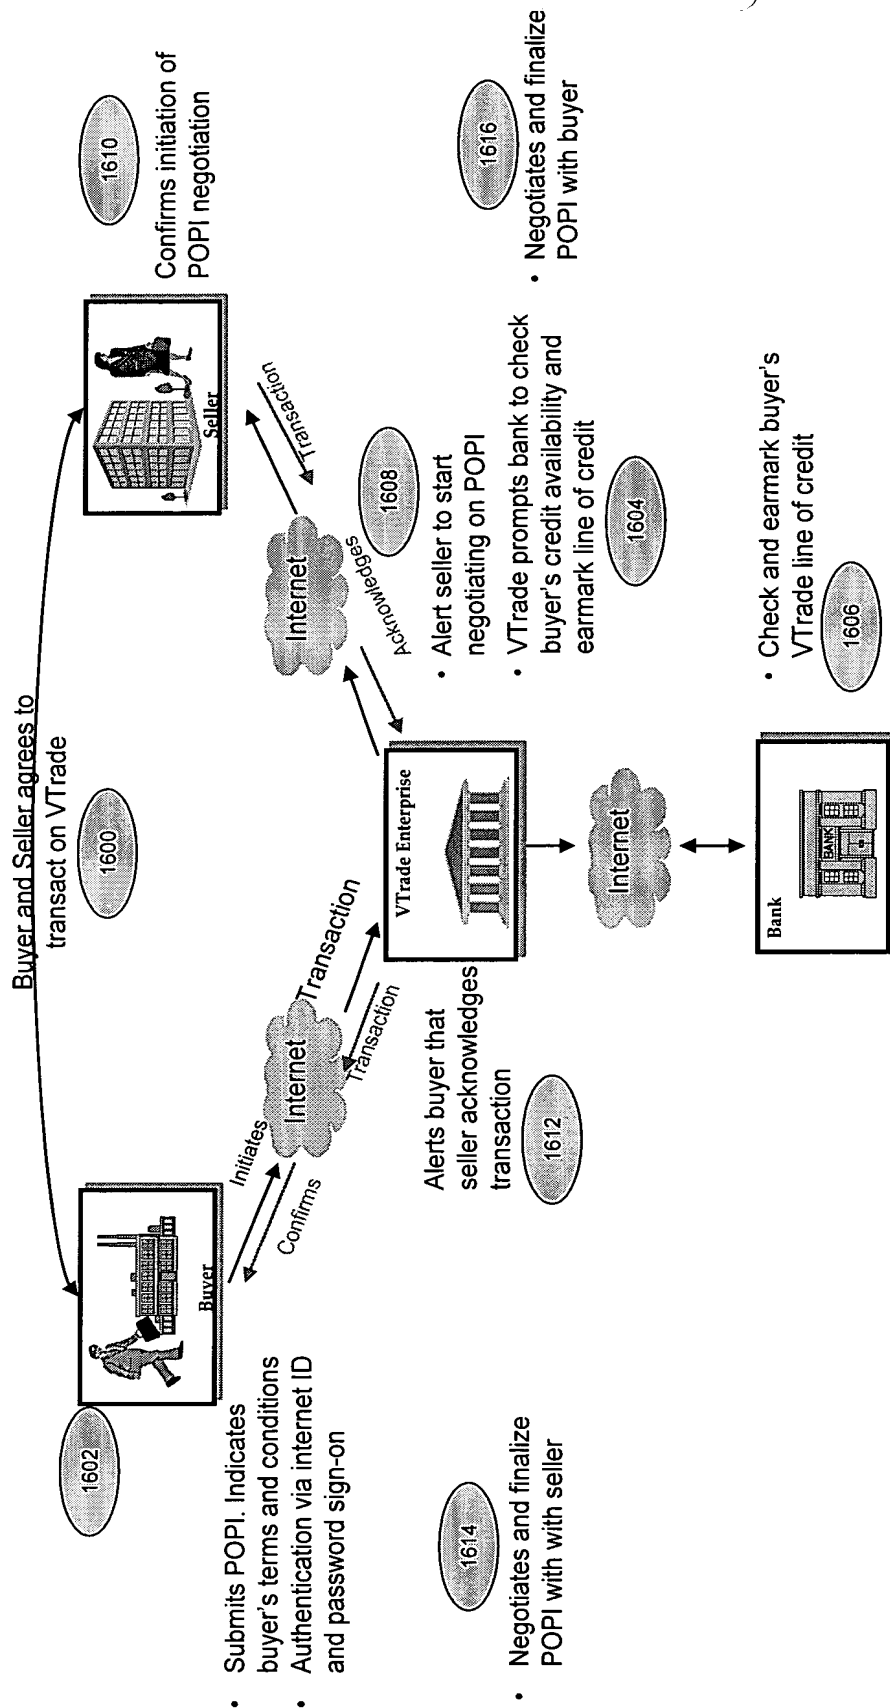 Buyer and Seller agrees to
transact on VTrade
1600
1602
Buyer
• Submits POPI. Indicates
buyer's terms and conditions
• Authentication via internet ID
and password sign-on
Initiates
Transaction
Internet
Confirms
Transaction
1610
Confirms initiation of
POPI negotiation
Seller
Transaction
Internet
Acknowledges
1608
• Alert seller to start
negotiating on POPI
• VTrade prompts bank to check
buyer's credit availability and
earmark line of credit
1604
VTrade Enterprise
Alerts buyer that
seller acknowledges
transaction
1612
1614
• Negotiates and finalize
POPI with with seller
1616
• Negotiates and finalize
POPI with buyer
Internet
Bank
BANK
• Check and earmark buyer's
VTrade line of credit
1606